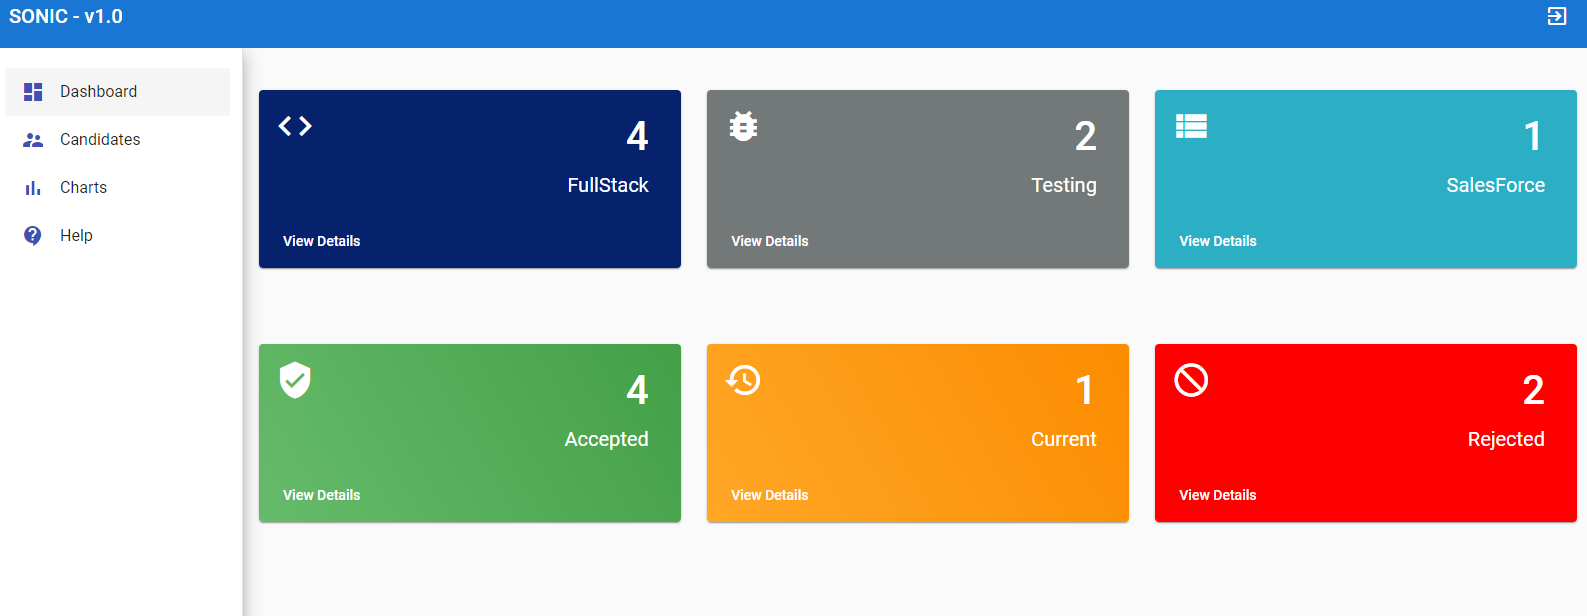 SONIC - v1.0
Dashboard
Candidates
Charts
Help
4
FullStack
View Details
2
Testing
View Details
1
SalesForce
View Details
4
Accepted
View Details
1
Current
View Details
2
Rejected
View Details